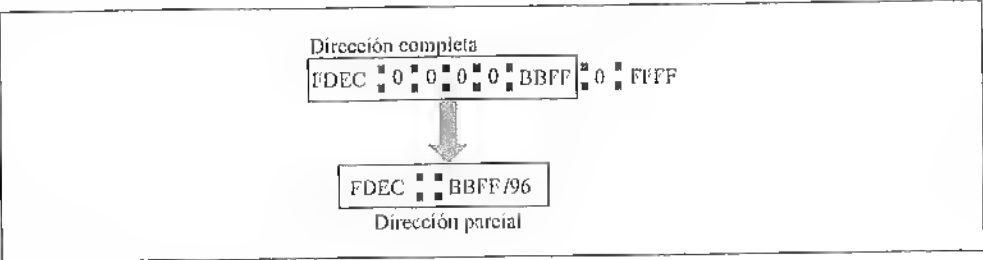 Dirección completa
FDEC : 0 : 0 : 0 : 0 : BBFF : 0 : FFFF
FDEC : : BBFF/96
Dirección parcial